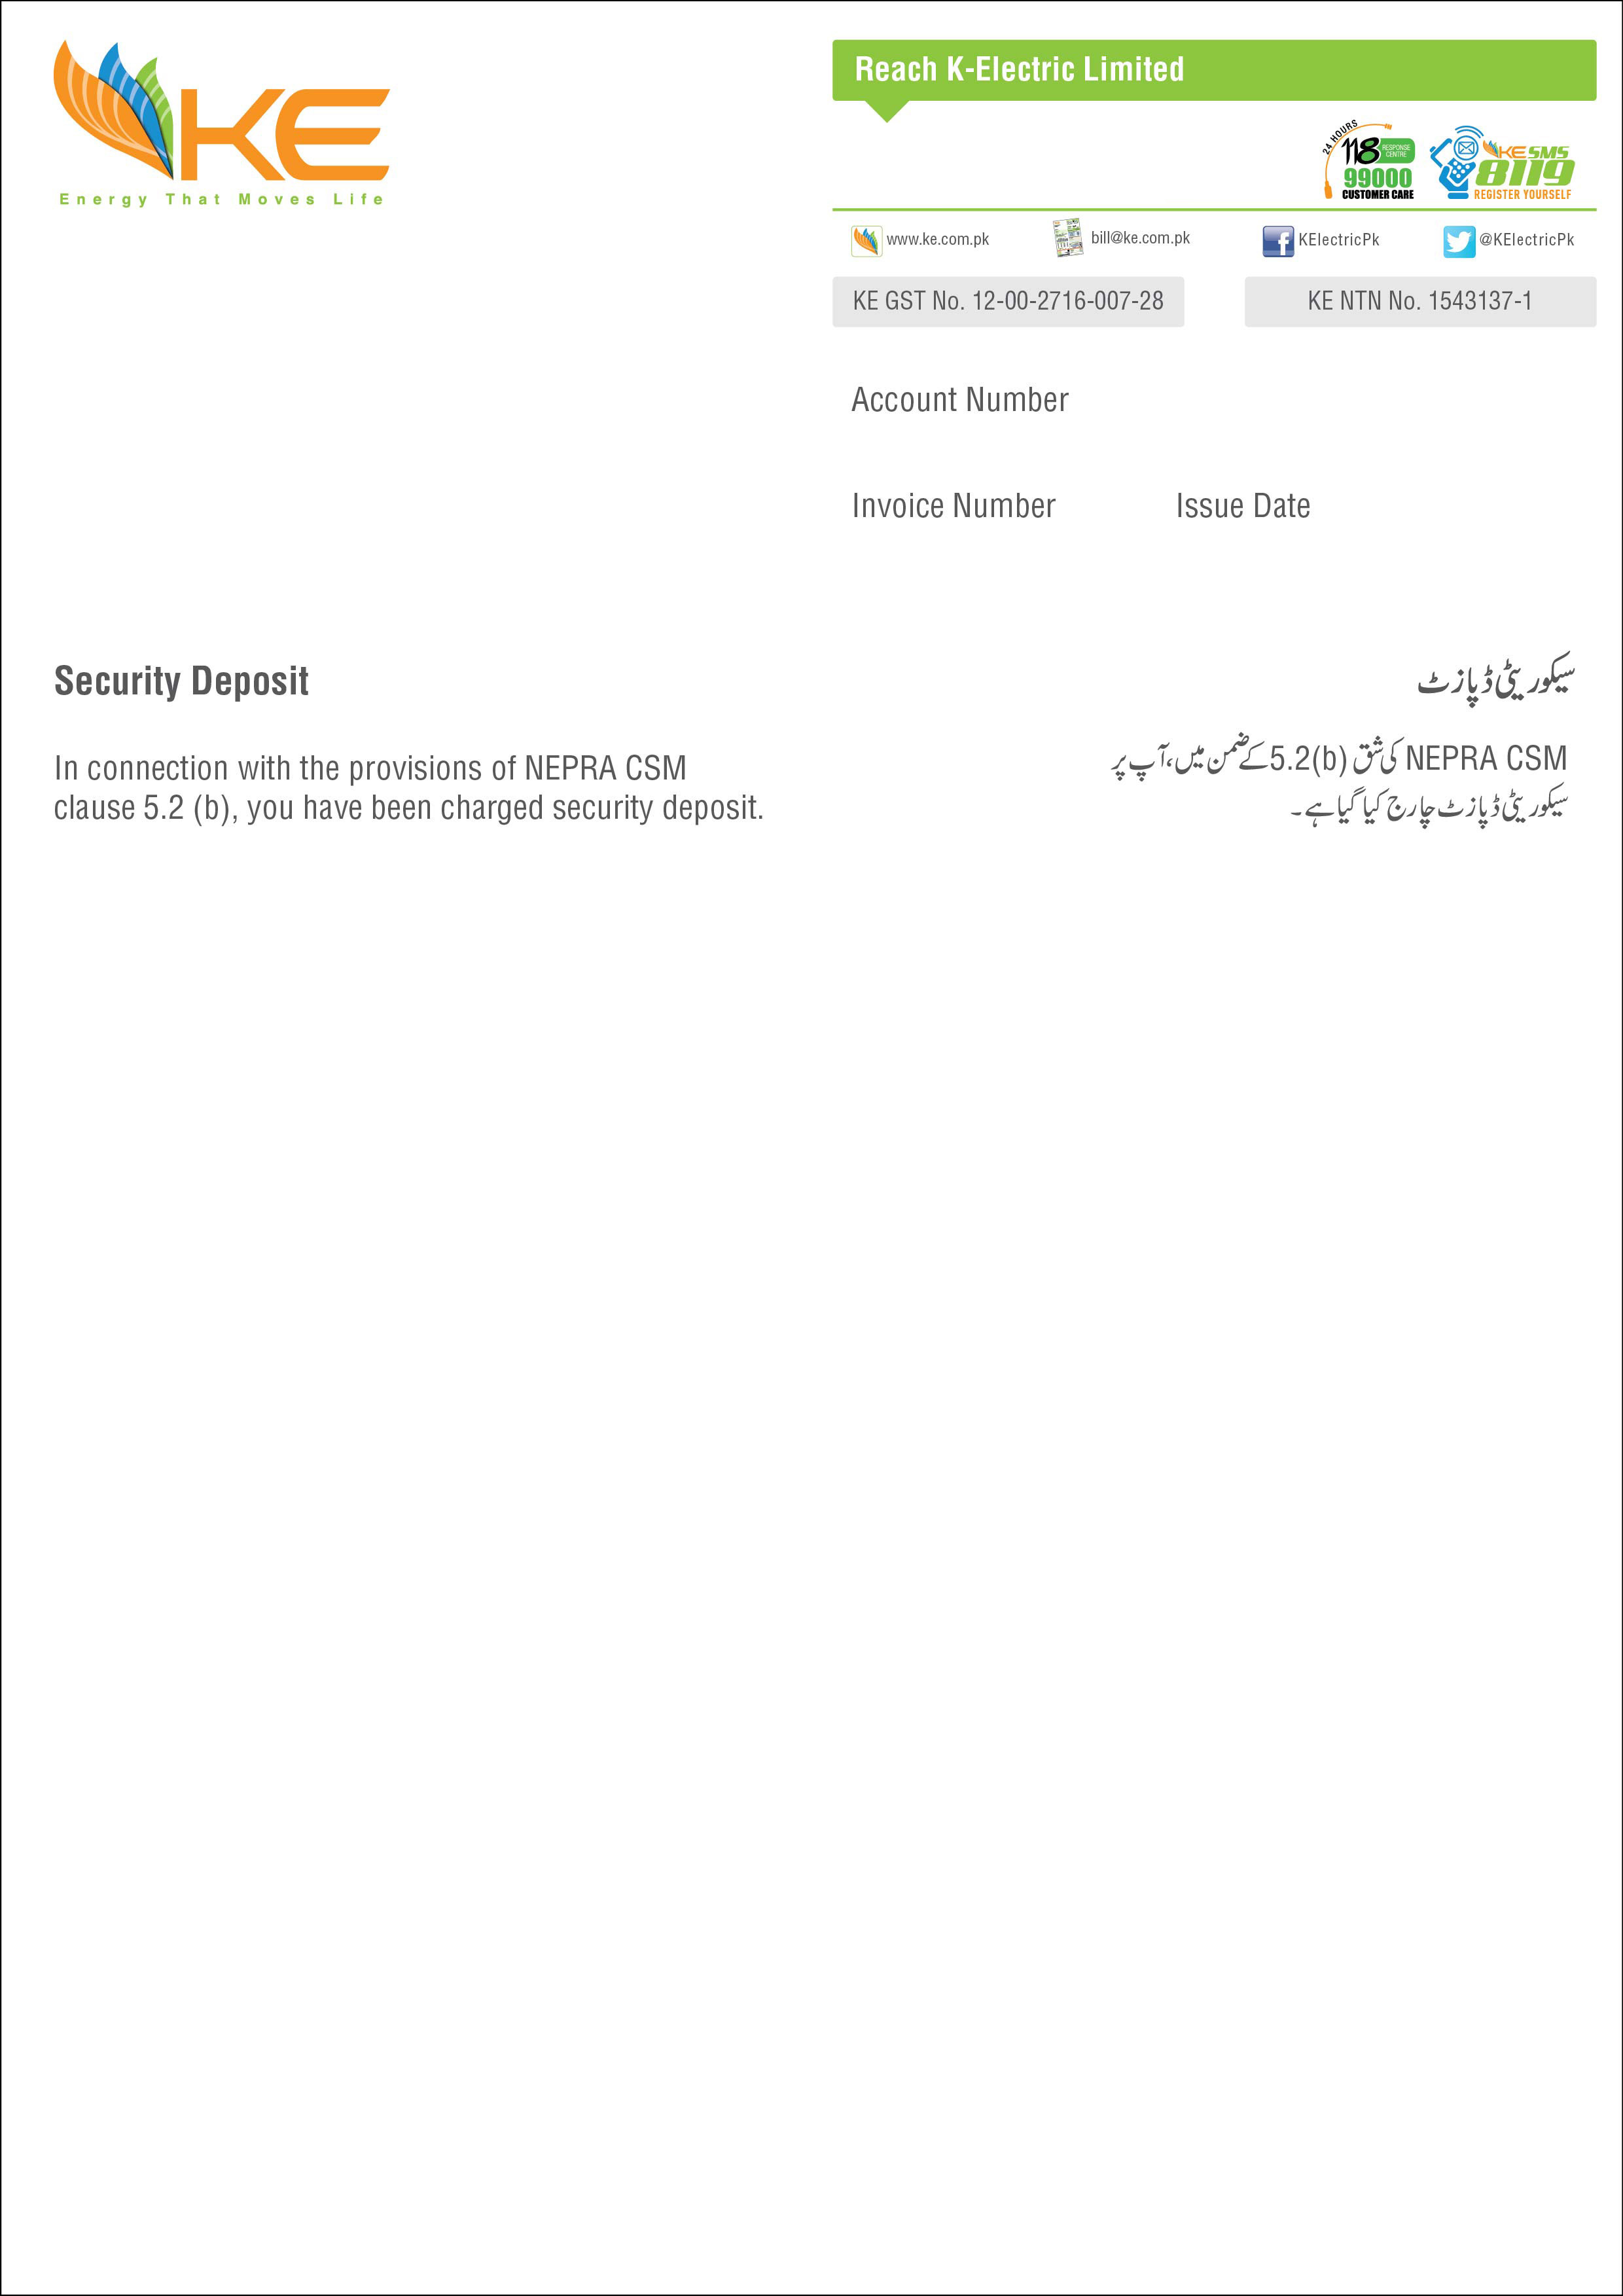 KE
Energy That Moves Life
Reach K-Electric Limited
24 HOURS
118 RESPONSE CENTRE
99000
CUSTOMER CARE
KE SMS
8119
REGISTER YOURSELF
www.ke.com.pk
bill@ke.com.pk
KElectricPk
@KElectricPk
KE GST No. 12-00-2716-007-28
KE NTN No. 1543137-1
Account Number
Invoice Number
Issue Date
Security Deposit
In connection with the provisions of NEPRA CSM
clause 5.2 (b), you have been charged security deposit.
سیکوریٹی ڈپازٹ
NEPRA CSM کی شق 5.2(b) کے ضمن میں، آپ پر
سیکوریٹی ڈپازٹ چارج کیا گیا ہے۔